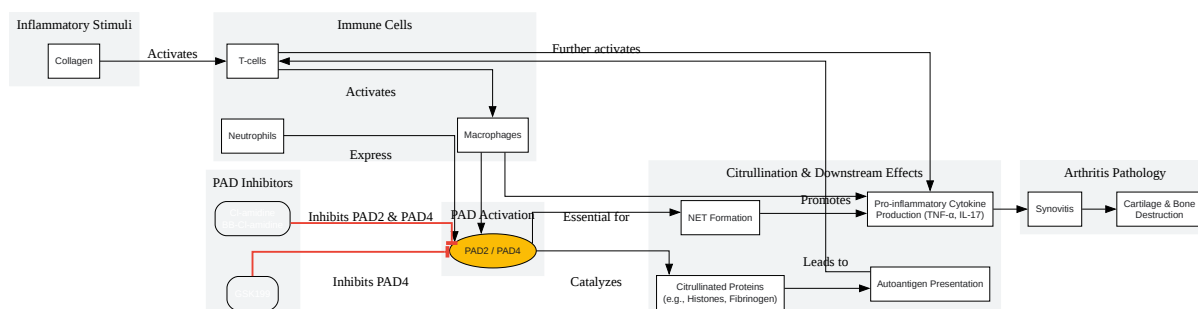 Inflammatory Stimuli
Immune Cells
Collagen
Activates
T-cells
Further activates
Activates
Neutrophils
Macrophages
Express
PAD Inhibitors
Inhibits PAD2 & PAD4
PAD Activation
PAD2 / PAD4
Inhibits PAD4
Essential for
Catalyzes
Citrullination & Downstream Effects
NET Formation
Promotes
Pro-inflammatory Cytokine
Production (TNF-α, IL-17)
Leads to
Citrullinated Proteins
(e.g., Histones, Fibrinogen)
Autoantigen Presentation
Arthritis Pathology
Synovitis
Cartilage & Bone
Destruction